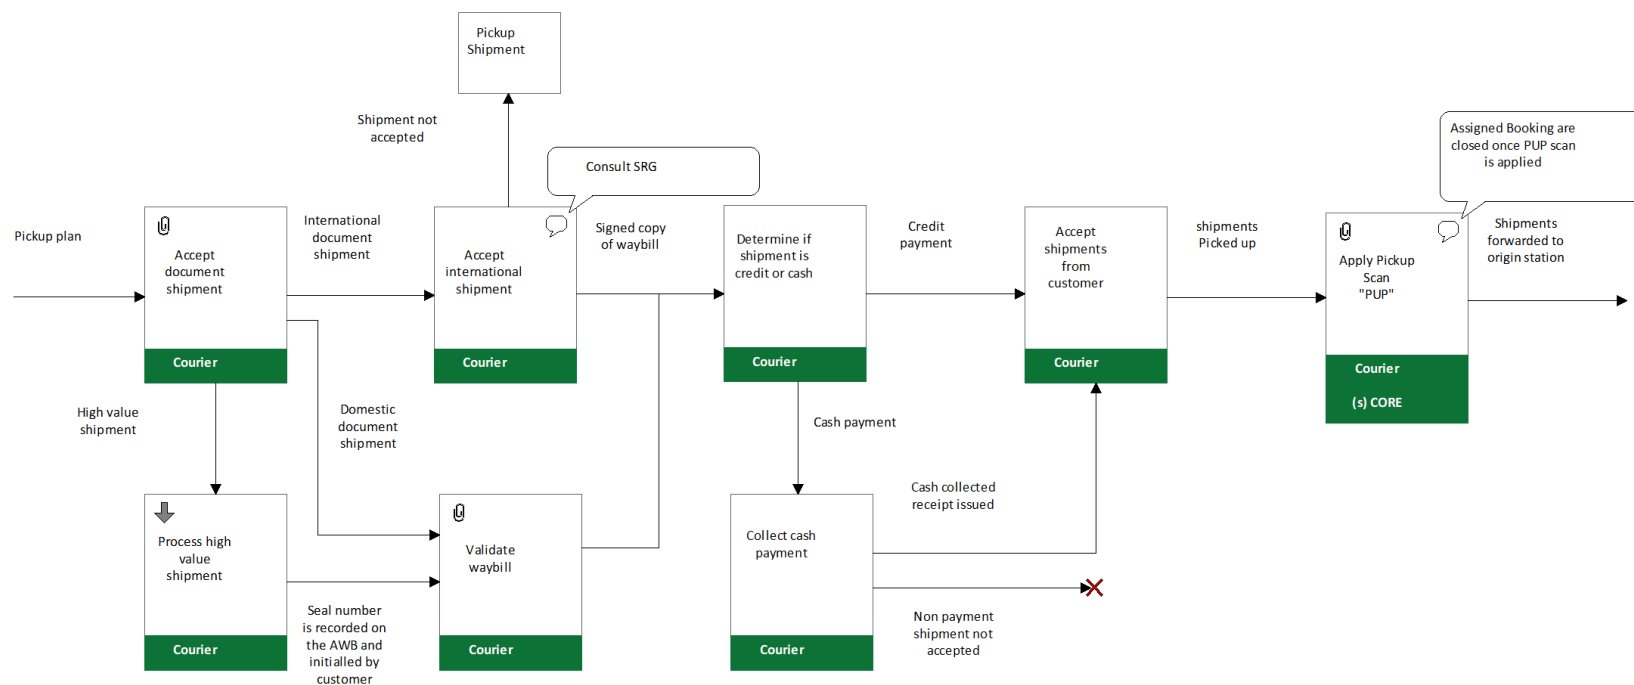 Pickup
Shipment
Shipment not
accepted
Assigned Booking are
closed once PUP scan
is applied
Consult SRG
Pickup plan
Accept
document
shipment
Courier
International
document
shipment
Accept
international
shipment
Courier
Signed copy
of waybill
Determine if
shipment is
credit or cash
Courier
Credit
payment
Accept
shipments
from
customer
Courier
shipments
Picked up
Apply Pickup
Scan
"PUP"
Courier
(s) CORE
Shipments
forwarded to
origin station
High value
shipment
Domestic
document
shipment
Cash payment
Process high
value
shipment
Courier
Seal number
is recorded on
the AWB and
initialled by
customer
Validate
waybill
Courier
Collect cash
payment
Courier
Cash collected
receipt issued
Non payment
shipment not
accepted